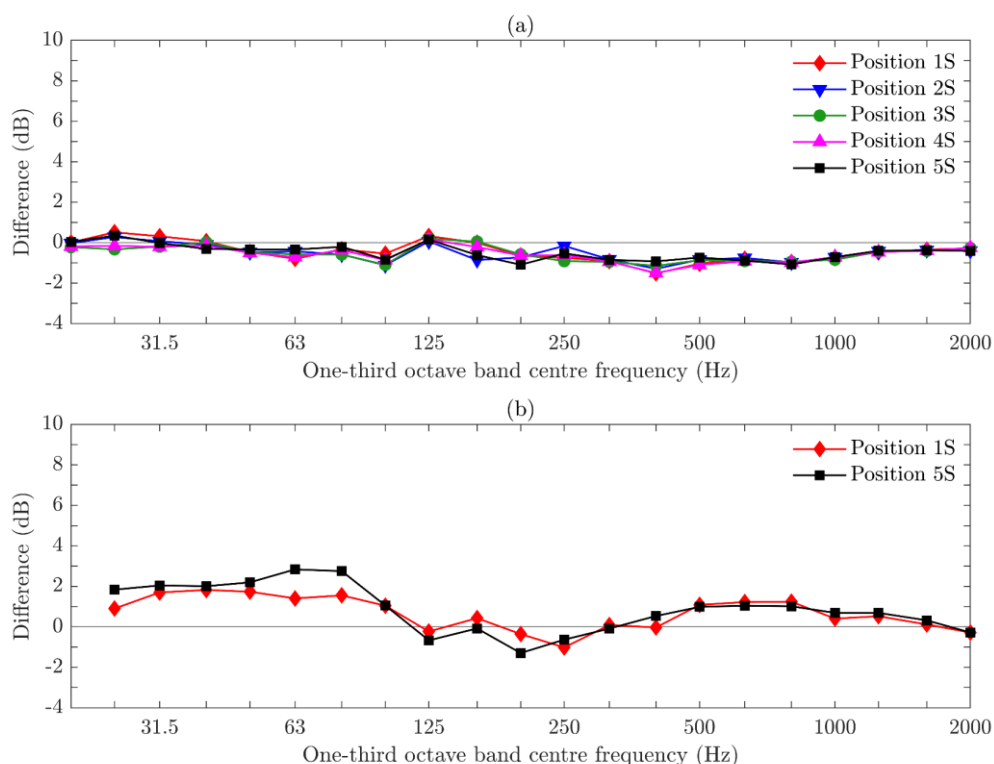 (a)
10
8
6
4
2
0
-2
-4
Difference (dB)
Position 1S
Position 2S
Position 3S
Position 4S
Position 5S
31.5 63 125 250 500 1000 2000
One-third octave band centre frequency (Hz)
(b)
10
8
6
4
2
0
-2
-4
Difference (dB)
Position 1S
Position 5S
31.5 63 125 250 500 1000 2000
One-third octave band centre frequency (Hz)